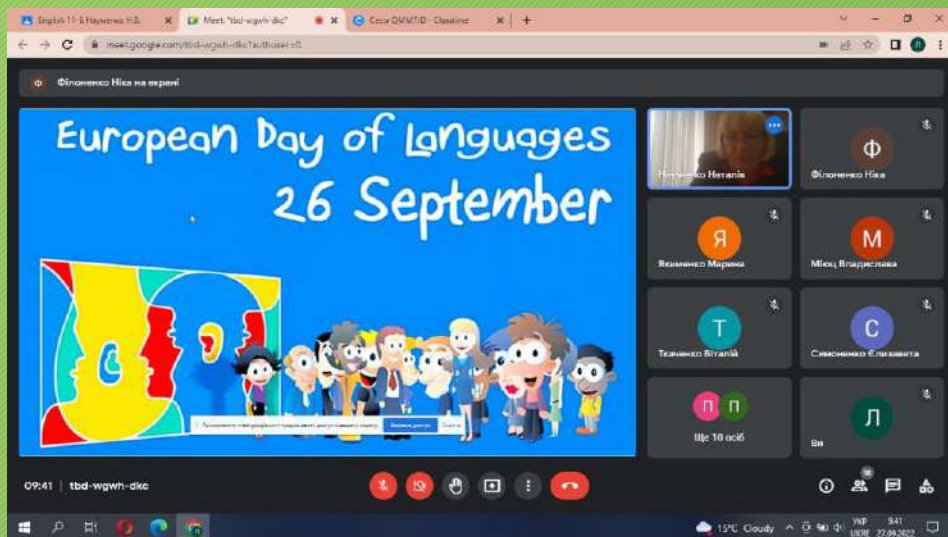 English 11-Б Науменко Н.В.
Meet: "tbd-wgwh-dkc"
Classtime
meet.google.com/tbd-wgwh-dkc?authuser=0
Л
Ф
Філоненко Ніка на екрані
European Day of Languages
26 September
Науменко Наталія
Ф
Філоненко Ніка
Я
Якименко Марина
М
Владислава
Т
Ткаченко Віталій
С
Симоненко Єлизавета
П П
Ще 10 осіб
Л
Ви
09:41 | tbd-wgwh-dkc
15°C Cloudy
УКР
9:41
27.09.2022